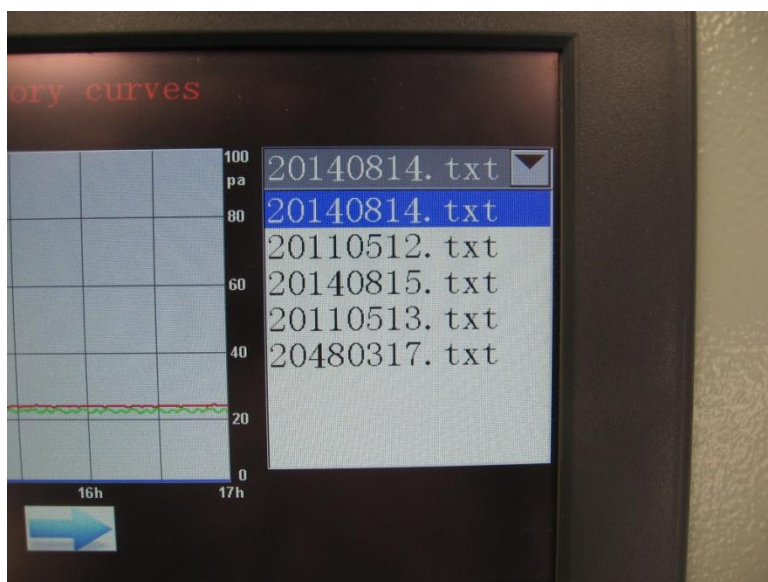 ory curves
100
pa
80
60
40
20
0
16h
17h
20140814. txt
20140814. txt
20110512. txt
20140815. txt
20110513. txt
20480317. txt